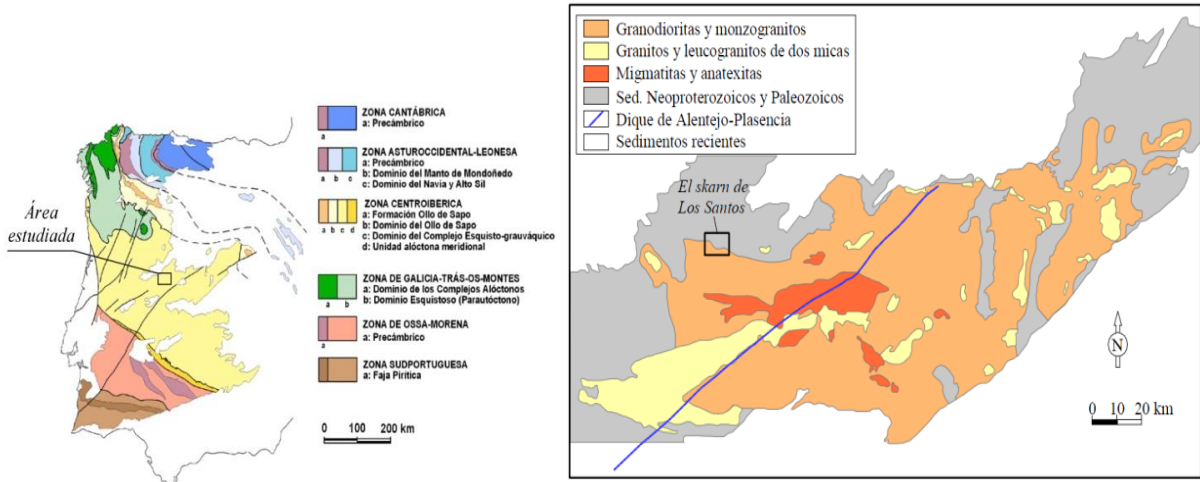 Área
estudiada
ZONA CANTÁBRICA
a: Precámbrico
a
ZONA ASTUROCCIDENTAL-LEONESA
a: Precámbrico
b: Dominio del Manto de Mondoñedo
c: Dominio del Navia y Alto Sil
a b c
ZONA CENTROIBERICA
a: Formación Ollo de Sapo
b: Dominio del Ollo de Sapo
c: Dominio del Complejo Esquisto-grauváquico
d: Unidad alóctona meridional
a b c d
ZONA DE GALICIA-TRÁS-OS-MONTES
a: Dominio de los Complejos Alóctonos
b: Dominio Esquistoso (Parautóctono)
a b
ZONA DE OSSA-MORENA
a: Precámbrico
a
ZONA SUDPORTUGUESA
a: Faja Pirítica
a
0 100 200 km
Granodioritas y monzogranitos
Granitos y leucogranitos de dos micas
Migmatitas y anatexitas
Sed. Neoproterozoicos y Paleozoicos
Dique de Alentejo-Plasencia
Sedimentos recientes
El skarn de
Los Santos
N
0 10 20 km